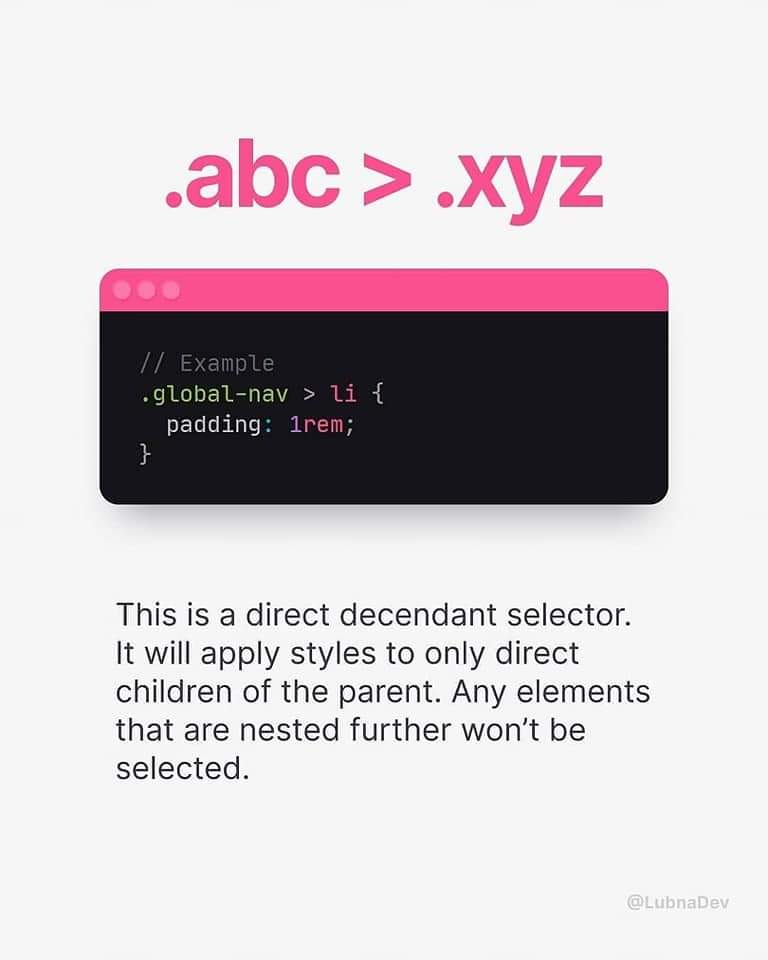 .abc > .xyz
// Example
.global-nav > li {
  padding: 1rem;
}
This is a direct decendant selector.
It will apply styles to only direct
children of the parent. Any elements
that are nested further won’t be
selected.
@LubnaDev